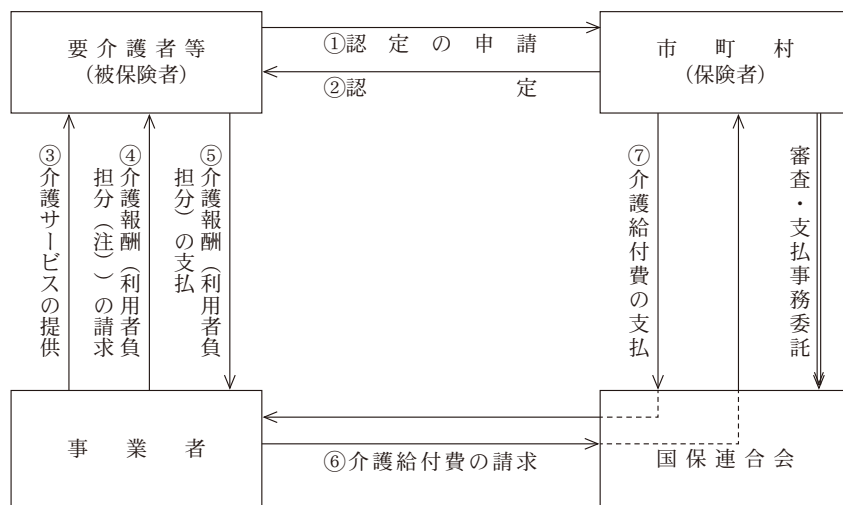 要介護者等
(被保険者)
①認定の申請
②認定
市町村
(保険者)
③介護サービスの提供
④介護報酬（利用者負
担分（注））の請求
⑤介護報酬（利用者負
担分）の支払
⑦介護給付費の支払
審査・支払事務委託
事業者
⑥介護給付費の請求
国保連合会